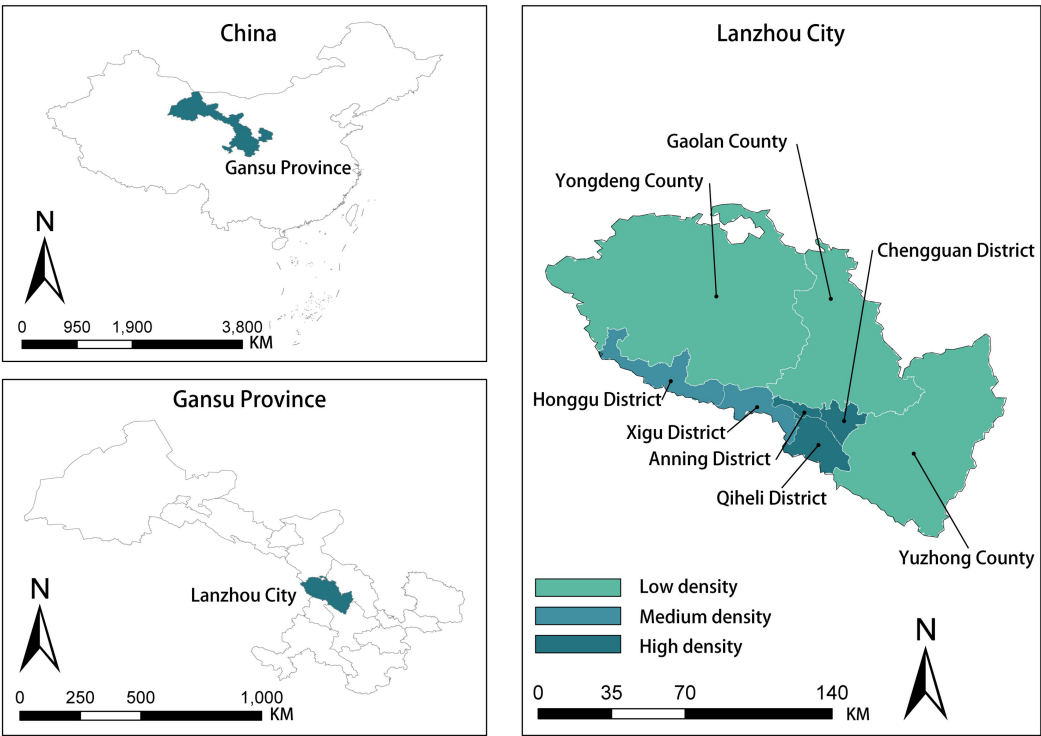 China
Gansu Province
N
0 950 1,900 3,800
KM
Gansu Province
Lanzhou City
N
0 250 500 1,000
KM
Lanzhou City
Gaolan County
Yongdeng County
Chengguan District
Honggu District
Xigu District
Anning District
Qiheli District
Yuzhong County
Low density
Medium density
High density
N
0 35 70 140
KM